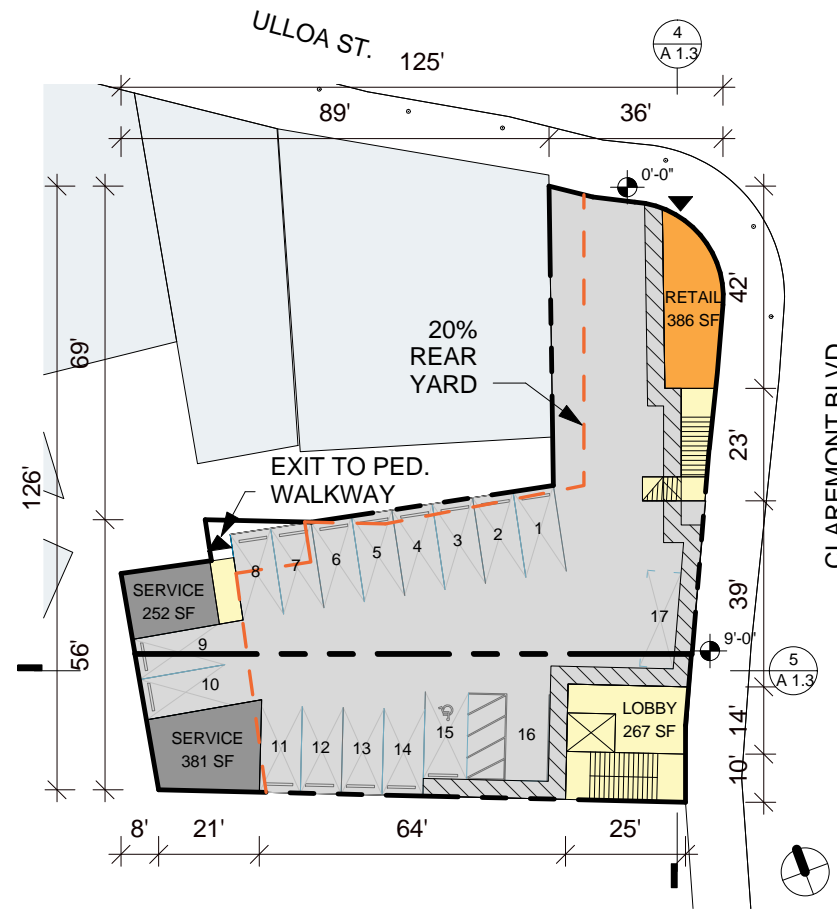 ULLOA ST.
4
A 1.3
125'
89'
36'
0'-0"
RETAIL
386 SF
42'
20%
REAR
YARD
69'
126'
23'
CLAREMONT BLVD.
EXIT TO PED.
WALKWAY
1
2
3
4
5
6
7
8
SERVICE
252 SF
17
39'
9
9'-0"
56'
10
5
A 1.3
LOBBY
267 SF
14'
SERVICE
381 SF
11
12
13
14
15
16
10'
8'
21'
64'
25'